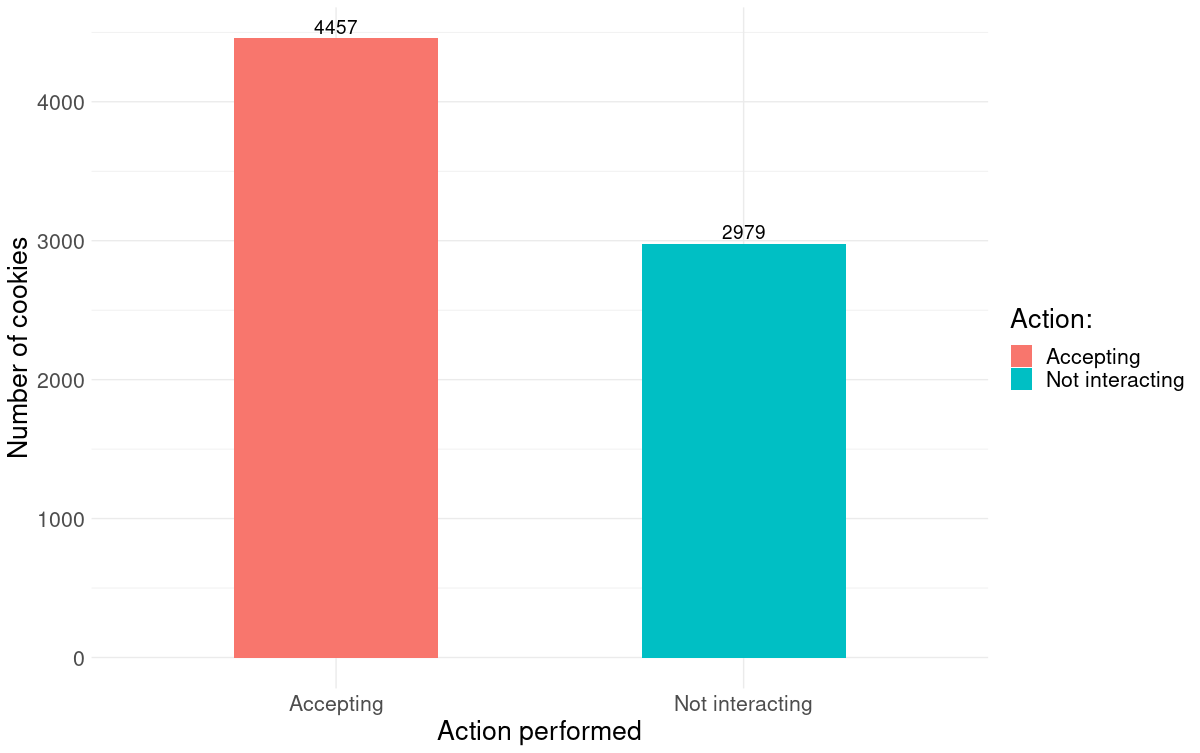 4457
4000
3000
2979
2000
1000
0
Number of cookies
Accepting
Not interacting
Action performed
Action:
Accepting
Not interacting